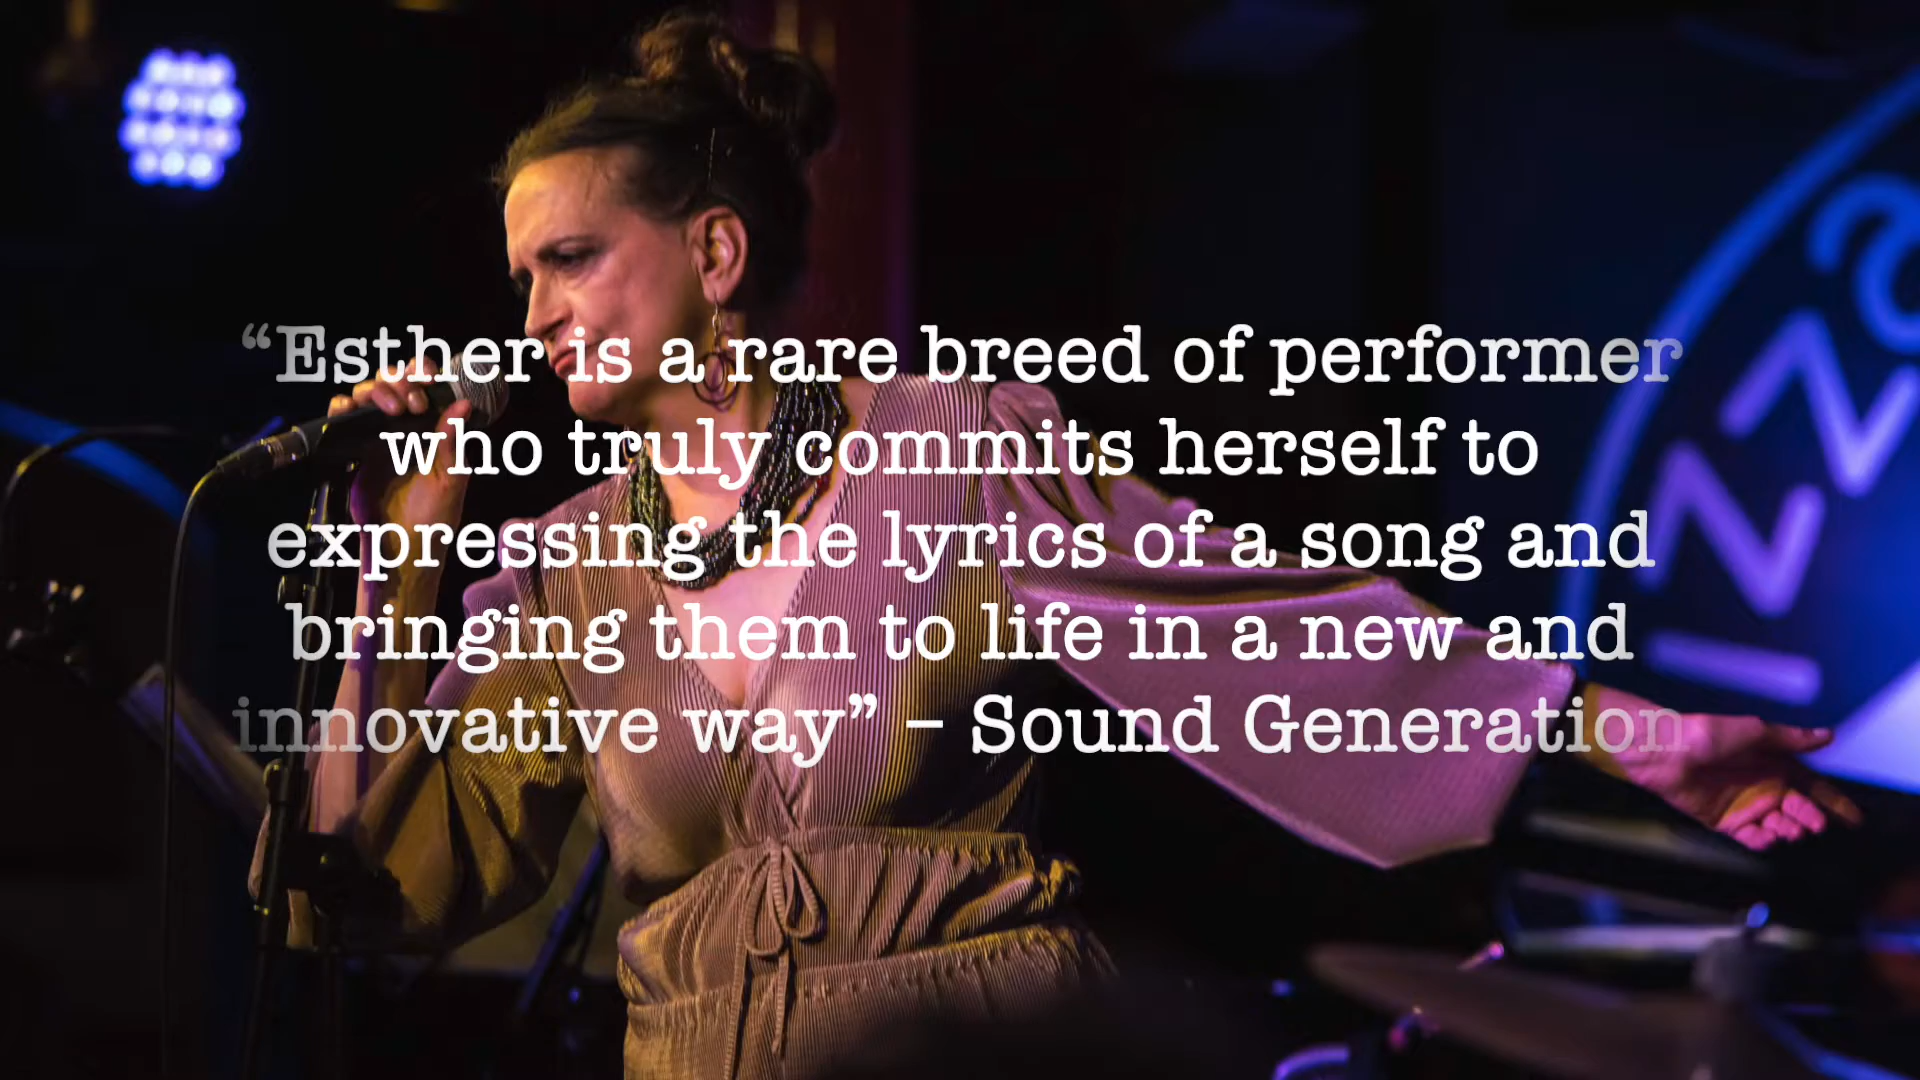 “Esther is a rare breed of performer
who truly commits herself to
expressing the lyrics of a song and
bringing them to life in a new and
innovative way” – Sound Generation